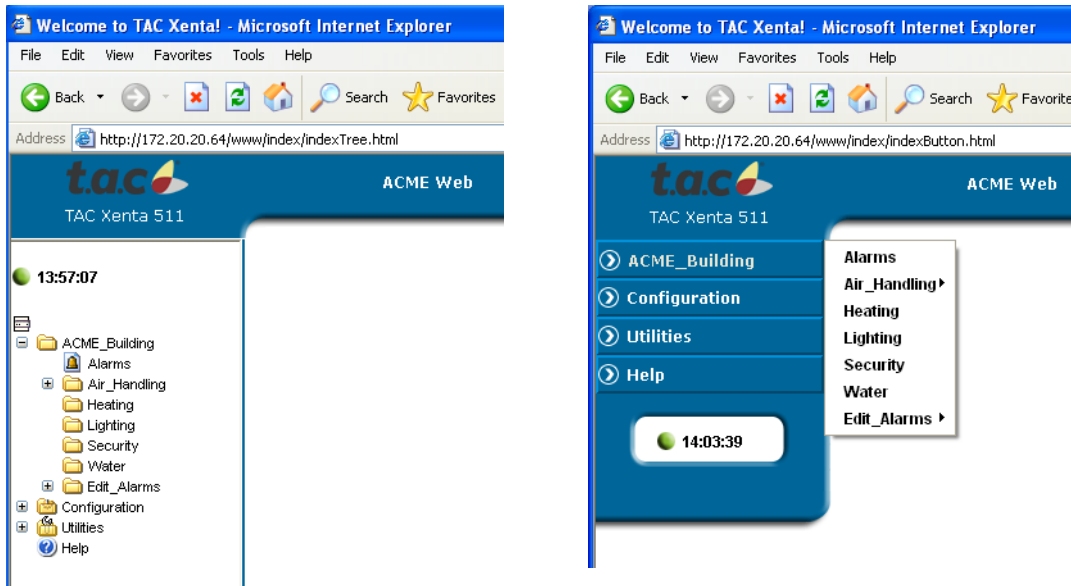 Welcome to TAC Xenta! - Microsoft Internet Explorer
File Edit View Favorites Tools Help
Back Search Favorites
Address http://172.20.20.64/www/index/indexTree.html
t.a.c
ACME Web
TAC Xenta 511
13:57:07
ACME_Building
Alarms
Air_Handling
Heating
Lighting
Security
Water
Edit_Alarms
Configuration
Utilities
Help
Welcome to TAC Xenta! - Microsoft Internet Explorer
File Edit View Favorites Tools Help
Back Search Favorite
Address http://172.20.20.64/www/index/indexButton.html
t.a.c
ACME Web
TAC Xenta 511
ACME_Building
Configuration
Utilities
Help
14:03:39
Alarms
Air_Handling
Heating
Lighting
Security
Water
Edit_Alarms